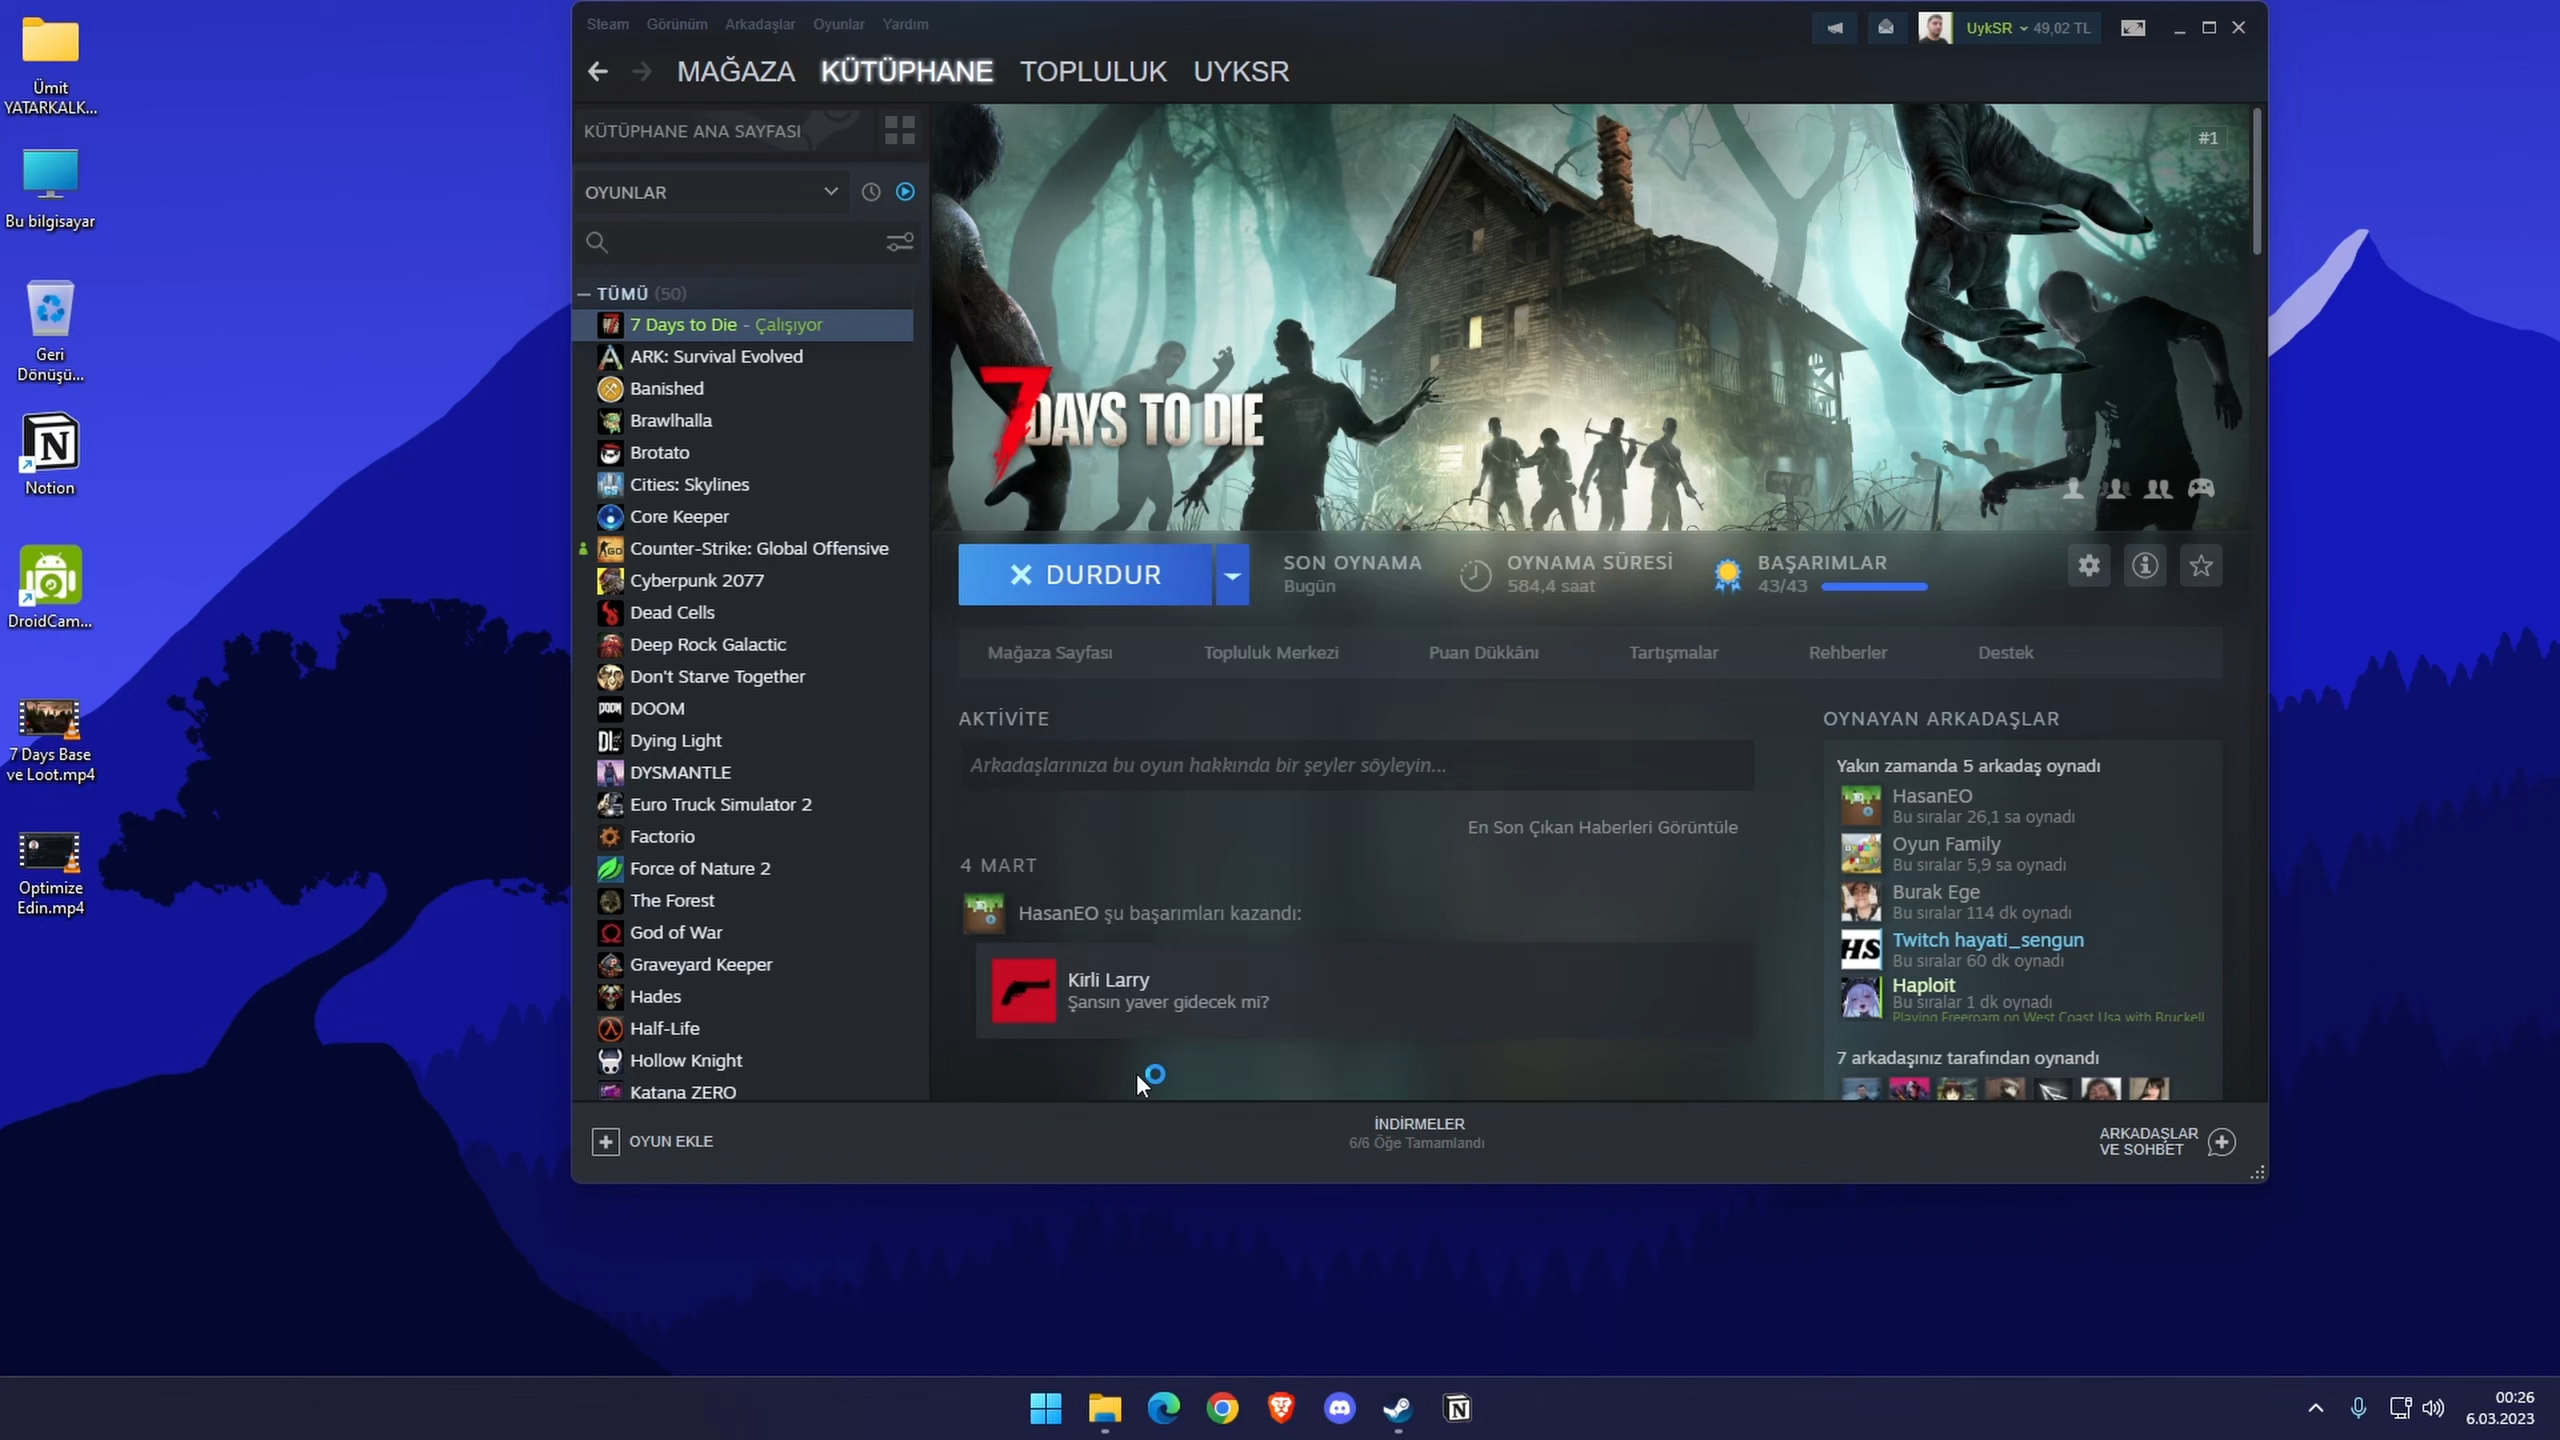 Ümit
YATARKALK...
Bu bilgisayar
Geri
Dönüşü...
Notion
DroidCam...
7 Days Base
ve Loot.mp4
Optimize
Edin.mp4
Steam Görünüm Arkadaşlar Oyunlar Yardım
UykSR 49,02 TL
MAĞAZA KÜTÜPHANE TOPLULUK UYKSR
KÜTÜPHANE ANA SAYFASI
OYUNLAR
TÜMÜ (50)
7 Days to Die - Çalışıyor
ARK: Survival Evolved
Banished
Brawlhalla
Brotato
Cities: Skylines
Core Keeper
Counter-Strike: Global Offensive
Cyberpunk 2077
Dead Cells
Deep Rock Galactic
Don't Starve Together
DOOM
Dying Light
DYSMANTLE
Euro Truck Simulator 2
Factorio
Force of Nature 2
The Forest
God of War
Graveyard Keeper
Hades
Half-Life
Hollow Knight
Katana ZERO
#1
7 DAYS TO DIE
DURDUR
SON OYNAMA
Bugün
OYNAMA SÜRESİ
584,4 saat
BAŞARIMLAR
43/43
Mağaza Sayfası Topluluk Merkezi Puan Dükkânı Tartışmalar Rehberler Destek
AKTİVİTE
Arkadaşlarınıza bu oyun hakkında bir şeyler söyleyin...
En Son Çıkan Haberleri Görüntüle
4 MART
HasanEO şu başarımları kazandı:
Kirli Larry
Şansın yaver gidecek mi?
OYNAYAN ARKADAŞLAR
Yakın zamanda 5 arkadaş oynadı
HasanEO
Bu sıralar 26,1 sa oynadı
Oyun Family
Bu sıralar 5,9 sa oynadı
Burak Ege
Bu sıralar 114 dk oynadı
HS
Twitch hayati_sengun
Bu sıralar 60 dk oynadı
Haploit
Bu sıralar 1 dk oynadı
Playing Freeroam on West Coast Usa with Bruckell
7 arkadaşınız tarafından oynandı
OYUN EKLE
İNDİRMELER
6/6 Öğe Tamamlandı
ARKADAŞLAR
VE SOHBET
00:26
6.03.2023